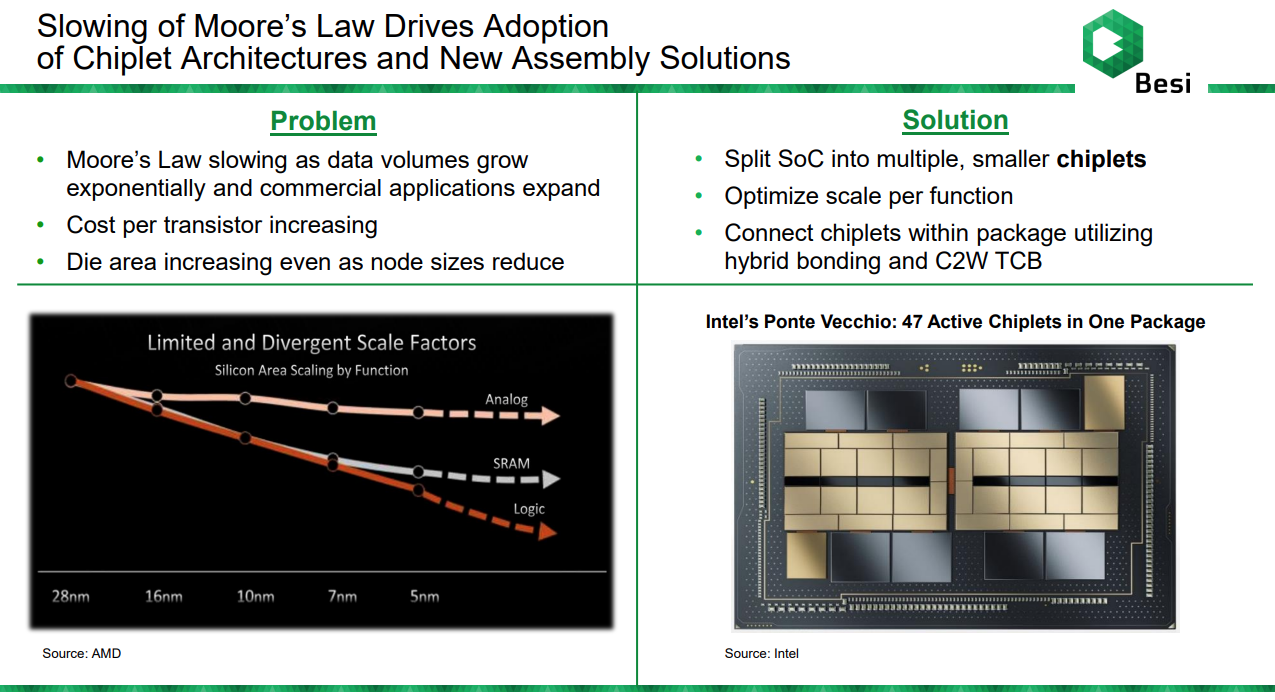 Slowing of Moore’s Law Drives Adoption
of Chiplet Architectures and New Assembly Solutions
Besi
Problem
• Moore’s Law slowing as data volumes grow
exponentially and commercial applications expand
• Cost per transistor increasing
• Die area increasing even as node sizes reduce
Solution
• Split SoC into multiple, smaller chiplets
• Optimize scale per function
• Connect chiplets within package utilizing
hybrid bonding and C2W TCB
Limited and Divergent Scale Factors
Silicon Area Scaling by Function
Analog
SRAM
Logic
28nm 16nm 10nm 7nm 5nm
Source: AMD
Intel’s Ponte Vecchio: 47 Active Chiplets in One Package
Source: Intel